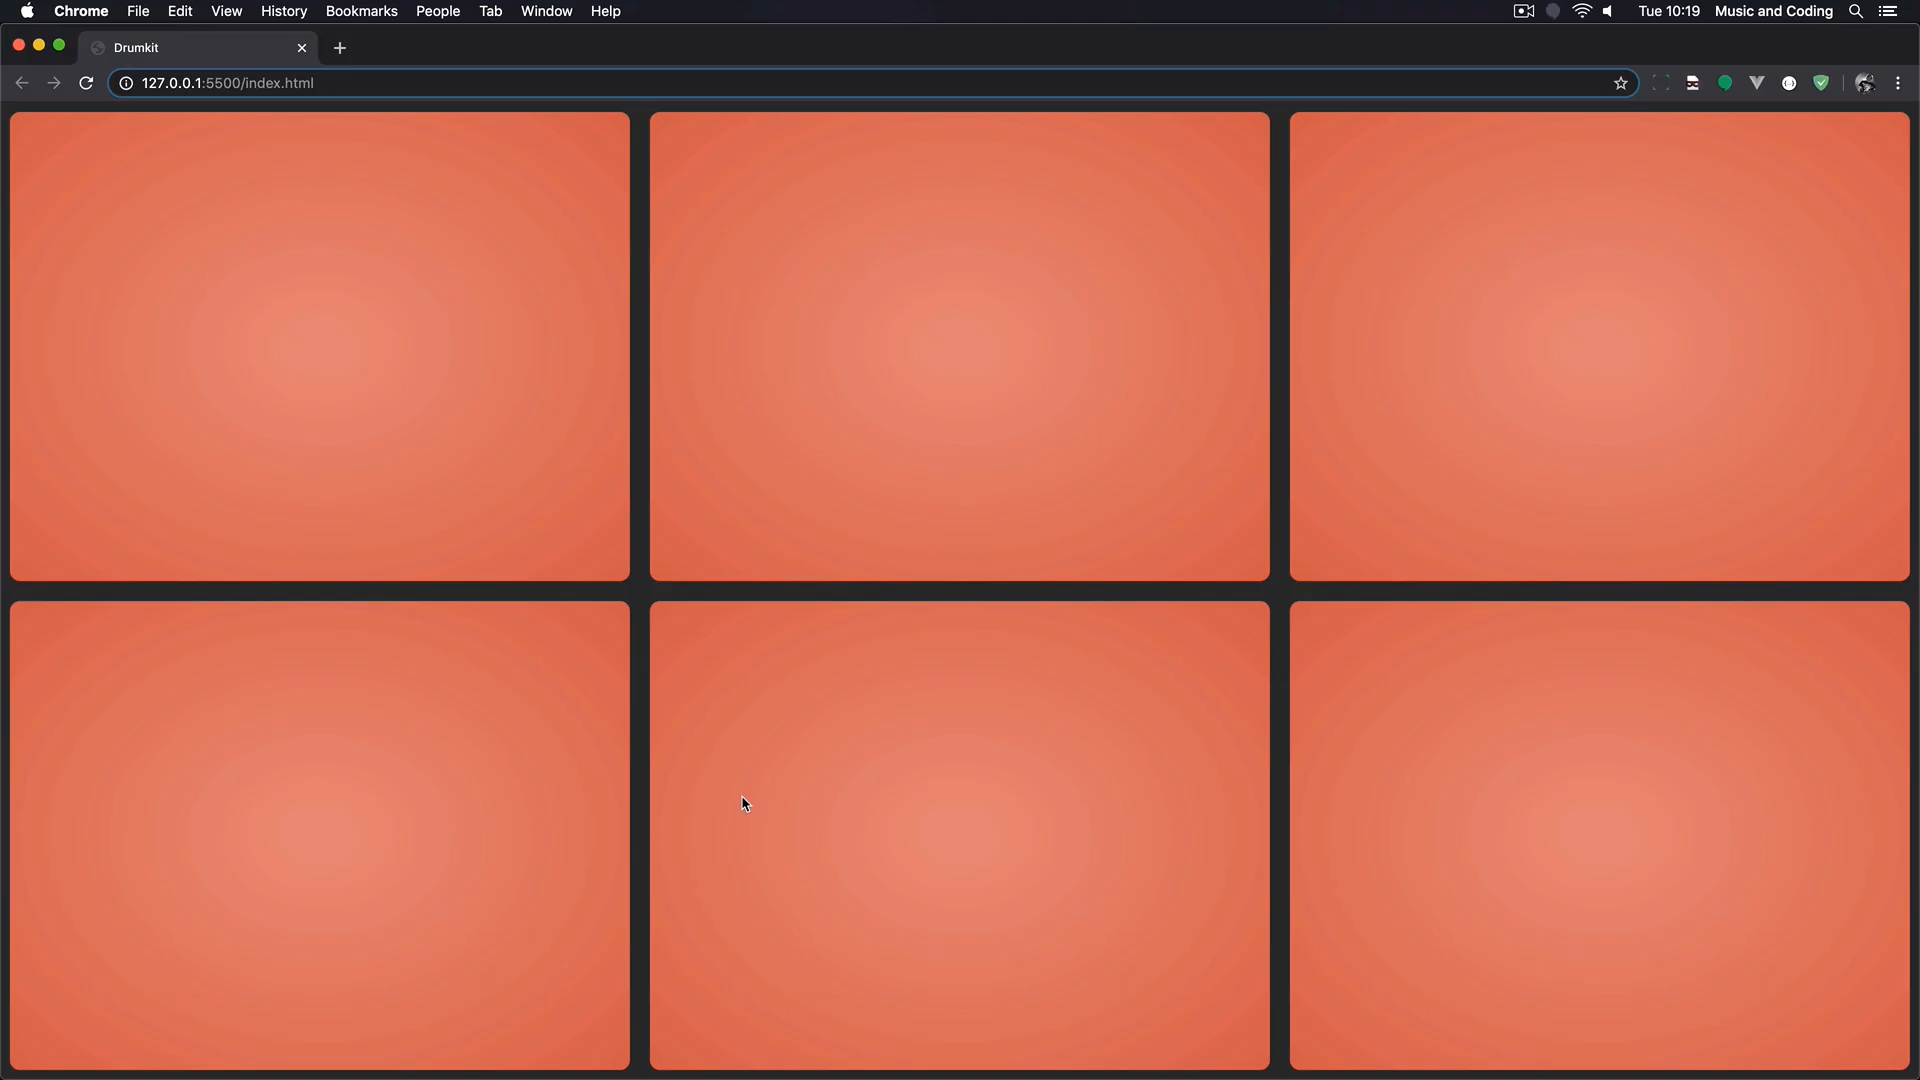 Chrome File Edit View History Bookmarks People Tab Window Help Tue 10:19 Music and Coding
Drumkit
127.0.0.1:5500/index.html